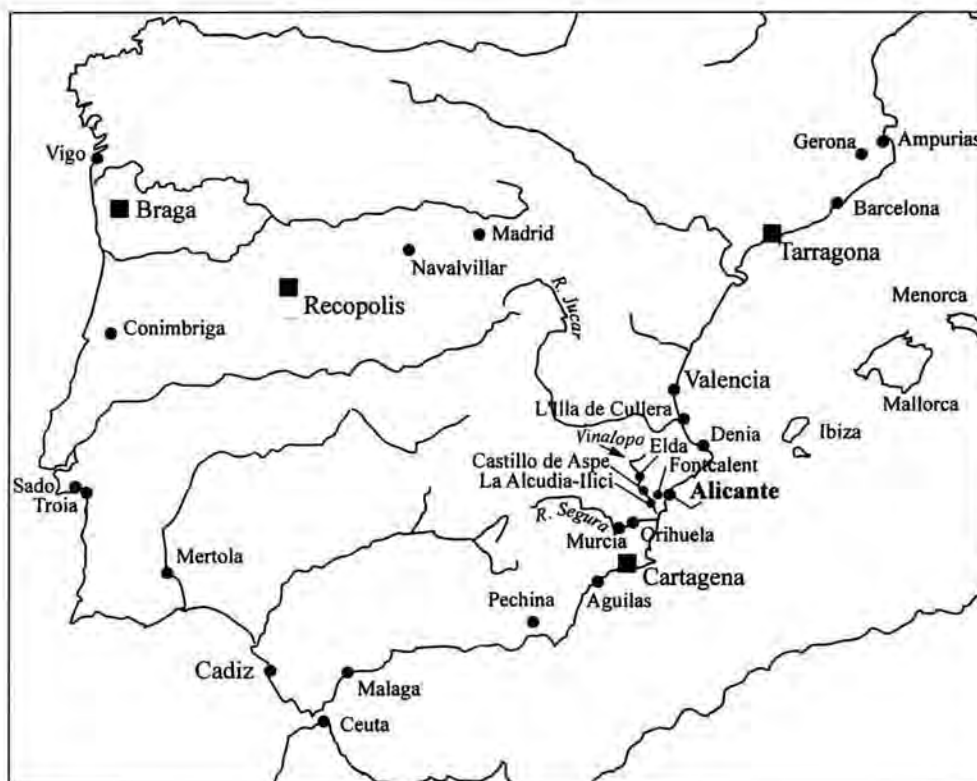 Vigo
Gerona
Ampurias
Braga
Barcelona
Madrid
Tarragona
Navalvillar
Recopolis
R. Jucar
Menorca
Conimbriga
Valencia
Mallorca
L'Illa de Cullera
Denia
Ibiza
Vinalopo
Elda
Castillo de Aspe
Fontcalent
La Alcudia-Ilici
Alicante
Sado
Troia
R. Segura
Murcia
Orihuela
Mertola
Cartagena
Aguilas
Pechina
Cadiz
Malaga
Ceuta